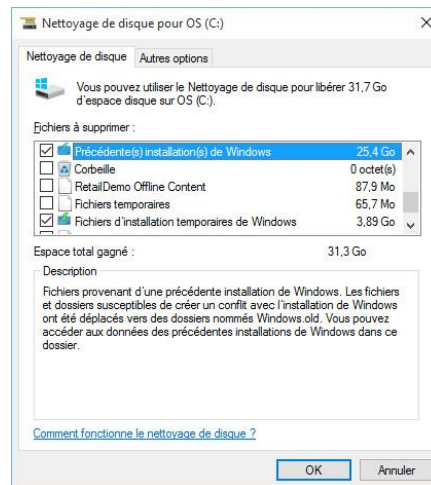 Nettoyage de disque pour OS (C:)
Nettoyage de disque Autres options
Vous pouvez utiliser le Nettoyage de disque pour libérer 31,7 Go
d'espace disque sur OS (C:).
Fichiers à supprimer :
Précédente(s) installation(s) de Windows 25,4 Go
Corbeille 0 octet(s)
RetailDemo Offline Content 87,9 Mo
Fichiers temporaires 65,7 Mo
Fichiers d'installation temporaires de Windows 3,89 Go
Espace total gagné : 31,3 Go
Description
Fichiers provenant d'une précédente installation de Windows. Les fichiers
et dossiers susceptibles de créer un conflit avec l'installation de Windows
ont été déplacés vers des dossiers nommés Windows.old. Vous pouvez
accéder aux données des précédentes installations de Windows dans ce
dossier.
Comment fonctionne le nettoyage de disque ?
OK Annuler